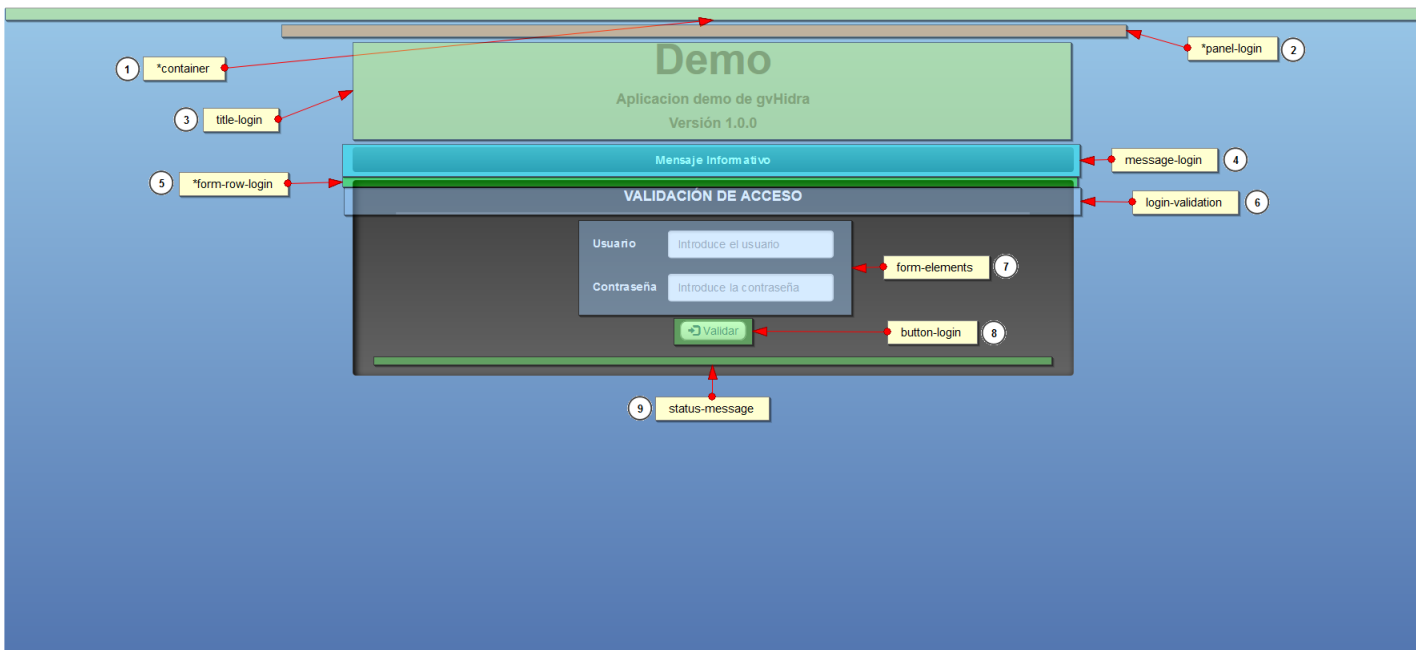 *panel-login 2
Demo
1 *container
Aplicacion demo de gvHidra
3 title-login
Versión 1.0.0
Mensaje Informativo
message-login 4
5 *form-row-login
VALIDACIÓN DE ACCESO
login-validation 6
Usuario Introduce el usuario
form-elements 7
Contraseña Introduce la contraseña
Validar
button-login 8
9 status-message